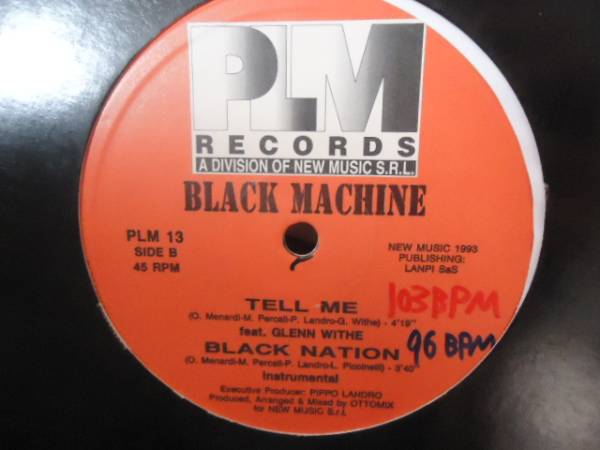 PLM
RECORDS
A DIVISION OF NEW MUSIC S.R.L.
BLACK MACHINE
PLM 13
SIDE B
45 RPM
NEW MUSIC 1993
PUBLISHING:
LANPI SaS
TELL ME
(O. Menardi-M. Percali-P. Landro-G. Withe) - 4'19"
feat. GLENN WITHE
103BPM
BLACK NATION
(O. Menardi-M. Percali-P. Landro-L. Piccinelli) - 3'40"
Instrumental
96 BPM
Executive Producer: PIPPO LANDRO
Produced, Arranged & Mixed by OTTOMIX
for NEW MUSIC S.r.l.